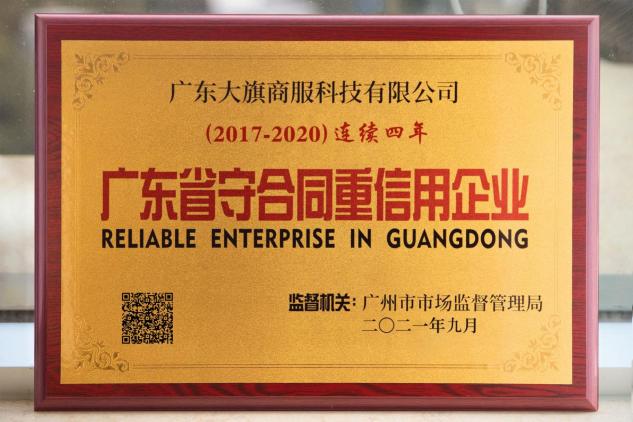 广东大旗商服科技有限公司
(2017-2020)连续四年
广东省守合同重信用企业
RELIABLE ENTERPRISE IN GUANGDONG
监督机关：广州市市场监督管理局
二〇二一年九月